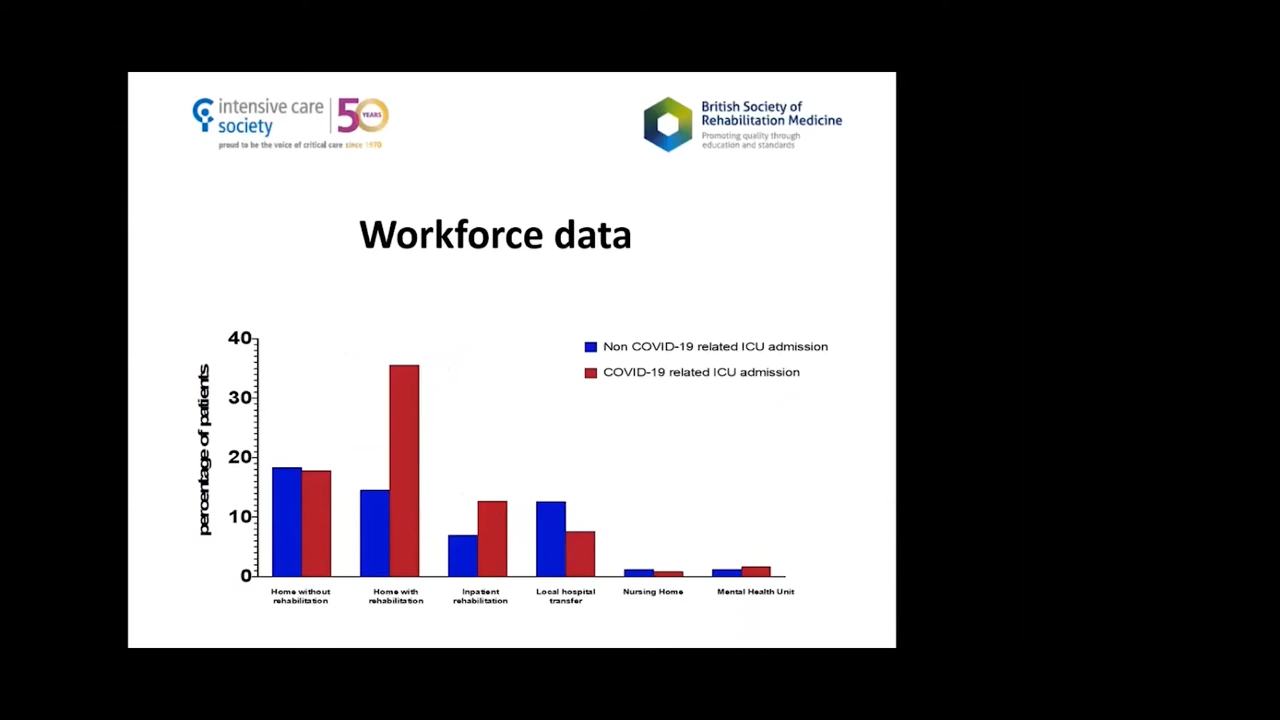 intensive care
society
50 YEARS
proud to be the voice of critical care since 1970
British Society of
Rehabilitation Medicine
Promoting quality through
education and standards
Workforce data
percentage of patients
40
30
20
10
0
Non COVID-19 related ICU admission
COVID-19 related ICU admission
Home without
rehabilitation
Home with
rehabilitation
Inpatient
rehabilitation
Local hospital
transfer
Nursing Home
Mental Health Unit